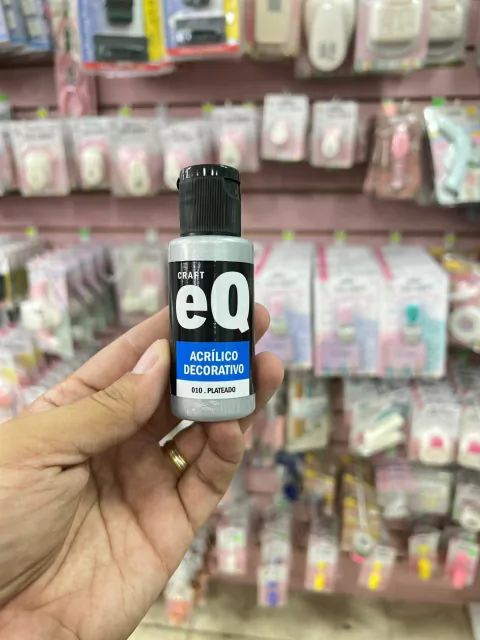 CRAFT
eQ
ACRÍLICO
DECORATIVO
010 . PLATEADO